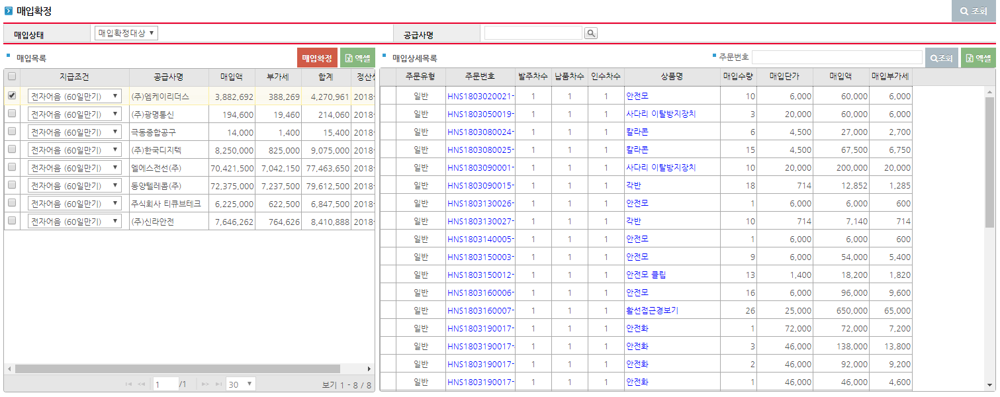 매입확정
조회
매입상태 매입확정대상 공급사명
매입목록 매입확정 엑셀
지급조건 공급사명 매입액 부가세 합계
전자어음 (60일만기) (주)엠케이리더스 3,882,692 388,269 4,270,961 2018-
전자어음 (60일만기) (주)광명통신 194,600 19,460 214,060 2018-
전자어음 (60일만기) 극동종합공구 14,000 1,400 15,400 2018-
전자어음 (60일만기) (주)한국디지텍 8,250,000 825,000 9,075,000 2018-
전자어음 (60일만기) 엘에스전선(주) 70,421,500 7,042,150 77,463,650 2018-
전자어음 (60일만기) 동양텔레콤(주) 72,375,000 7,237,500 79,612,500 2018-
전자어음 (60일만기) 주식회사 티큐브테크 6,225,000 622,500 6,847,500 2018-
전자어음 (60일만기) (주)신라안전 7,646,262 764,626 8,410,888 2018-
1 /1 30 보기 1 - 8 / 8
매입상세목록 주문번호 조회 엑셀
주문유형 주문번호 발주차수 납품차수 인수차수 상품명 매입수량 매입단가 매입액 매입부가세
일반 HNS1803020021- 1 1 1 안전모 10 6,000 60,000 6,000
일반 HNS1803050019- 1 1 1 사다리 이탈방지장치 3 20,000 60,000 6,000
일반 HNS1803080024- 1 1 1 칼라콘 6 4,500 27,000 2,700
일반 HNS1803080025- 1 1 1 칼라콘 15 4,500 67,500 6,750
일반 HNS1803090001- 1 1 1 사다리 이탈방지장치 10 20,000 200,000 20,000
일반 HNS1803090015- 1 1 1 각반 18 714 12,852 1,285
일반 HNS1803130026- 1 1 1 안전모 1 6,000 6,000 600
일반 HNS1803130027- 1 1 1 각반 10 714 7,140 714
일반 HNS1803140005- 1 1 1 안전모 1 6,000 6,000 600
일반 HNS1803150003- 1 1 1 안전모 9 6,000 54,000 5,400
일반 HNS1803150012- 1 1 1 안전모 클립 13 1,400 18,200 1,820
일반 HNS1803160006- 1 1 1 안전모 16 6,000 96,000 9,600
일반 HNS1803160007- 1 1 1 활선접근경보기 26 25,000 650,000 65,000
일반 HNS1803190017- 1 1 1 안전화 1 72,000 72,000 7,200
일반 HNS1803190017- 1 1 1 안전화 3 46,000 138,000 13,800
일반 HNS1803190017- 1 1 1 안전화 2 46,000 92,000 9,200
일반 HNS1803190017- 1 1 1 안전화 1 46,000 46,000 4,600